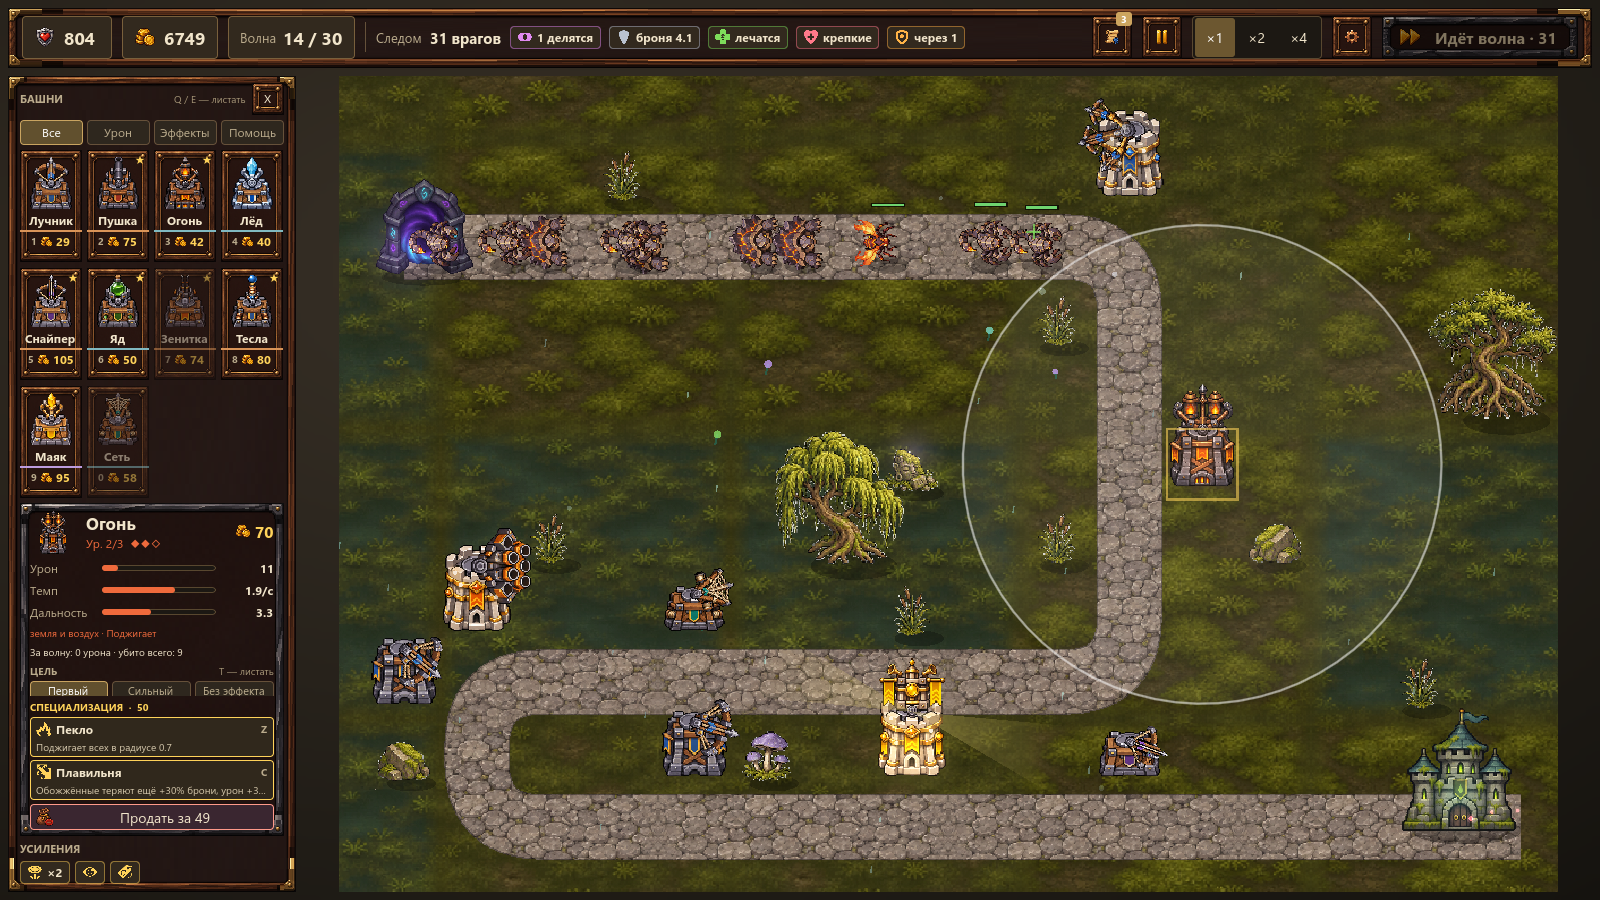 804
6749
Волна 14 / 30
Следом 31 врагов
1 делятся
броня 4.1
лечатся
крепкие
через 1
3
×1
×2
×4
Идёт волна · 31
БАШНИ
Q / E — листать
X
Все
Урон
Эффекты
Помощь
Лучник
Пушка
Огонь
Лёд
1 29
2 75
3 42
4 40
Снайпер
Яд
Зенитка
Тесла
5 105
6 50
7 74
8 80
Маяк
Сеть
9 95
0 58
Огонь
70
Ур. 2/3
Урон 11
Темп 1.9/с
Дальность 3.3
земля и воздух · Поджигает
За волну: 0 урона · убито всего: 9
ЦЕЛЬ
T — листать
Первый
Сильный
Без эффекта
СПЕЦИАЛИЗАЦИЯ · 50
Пекло Z
Поджигает всех в радиусе 0.7
Плавильня C
Обожжённые теряют ещё +30% брони, урон +3...
Продать за 49
УСИЛЕНИЯ
×2